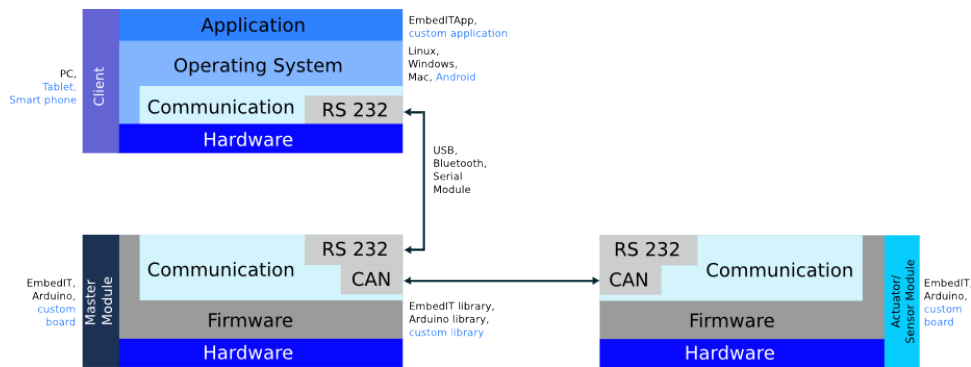 Application
EmbedITApp,
custom application
Operating System
Linux,
Windows,
Mac, Android
PC,
Tablet,
Smart phone
Client
Communication
RS 232
Hardware
USB,
Bluetooth,
Serial
Module
Master
Module
EmbedIT,
Arduino,
custom
board
RS 232
Communication
CAN
Firmware
EmbedIT library,
Arduino library,
custom library
Hardware
RS 232
CAN
Communication
Firmware
Hardware
Actuator/
Sensor Module
EmbedIT,
Arduino,
custom
board